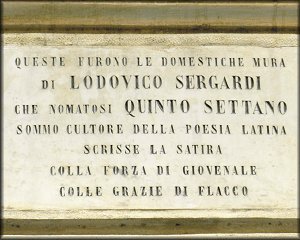 QUESTE FURONO LE DOMESTICHE MURA
DI LODOVICO SERGARDI
CHE NOMATOSI QUINTO SETTANO
SOMMO CULTORE DELLA POESIA LATINA
SCRISSE LA SATIRA
COLLA FORZA DI GIOVENALE
COLLE GRAZIE DI FLACCO